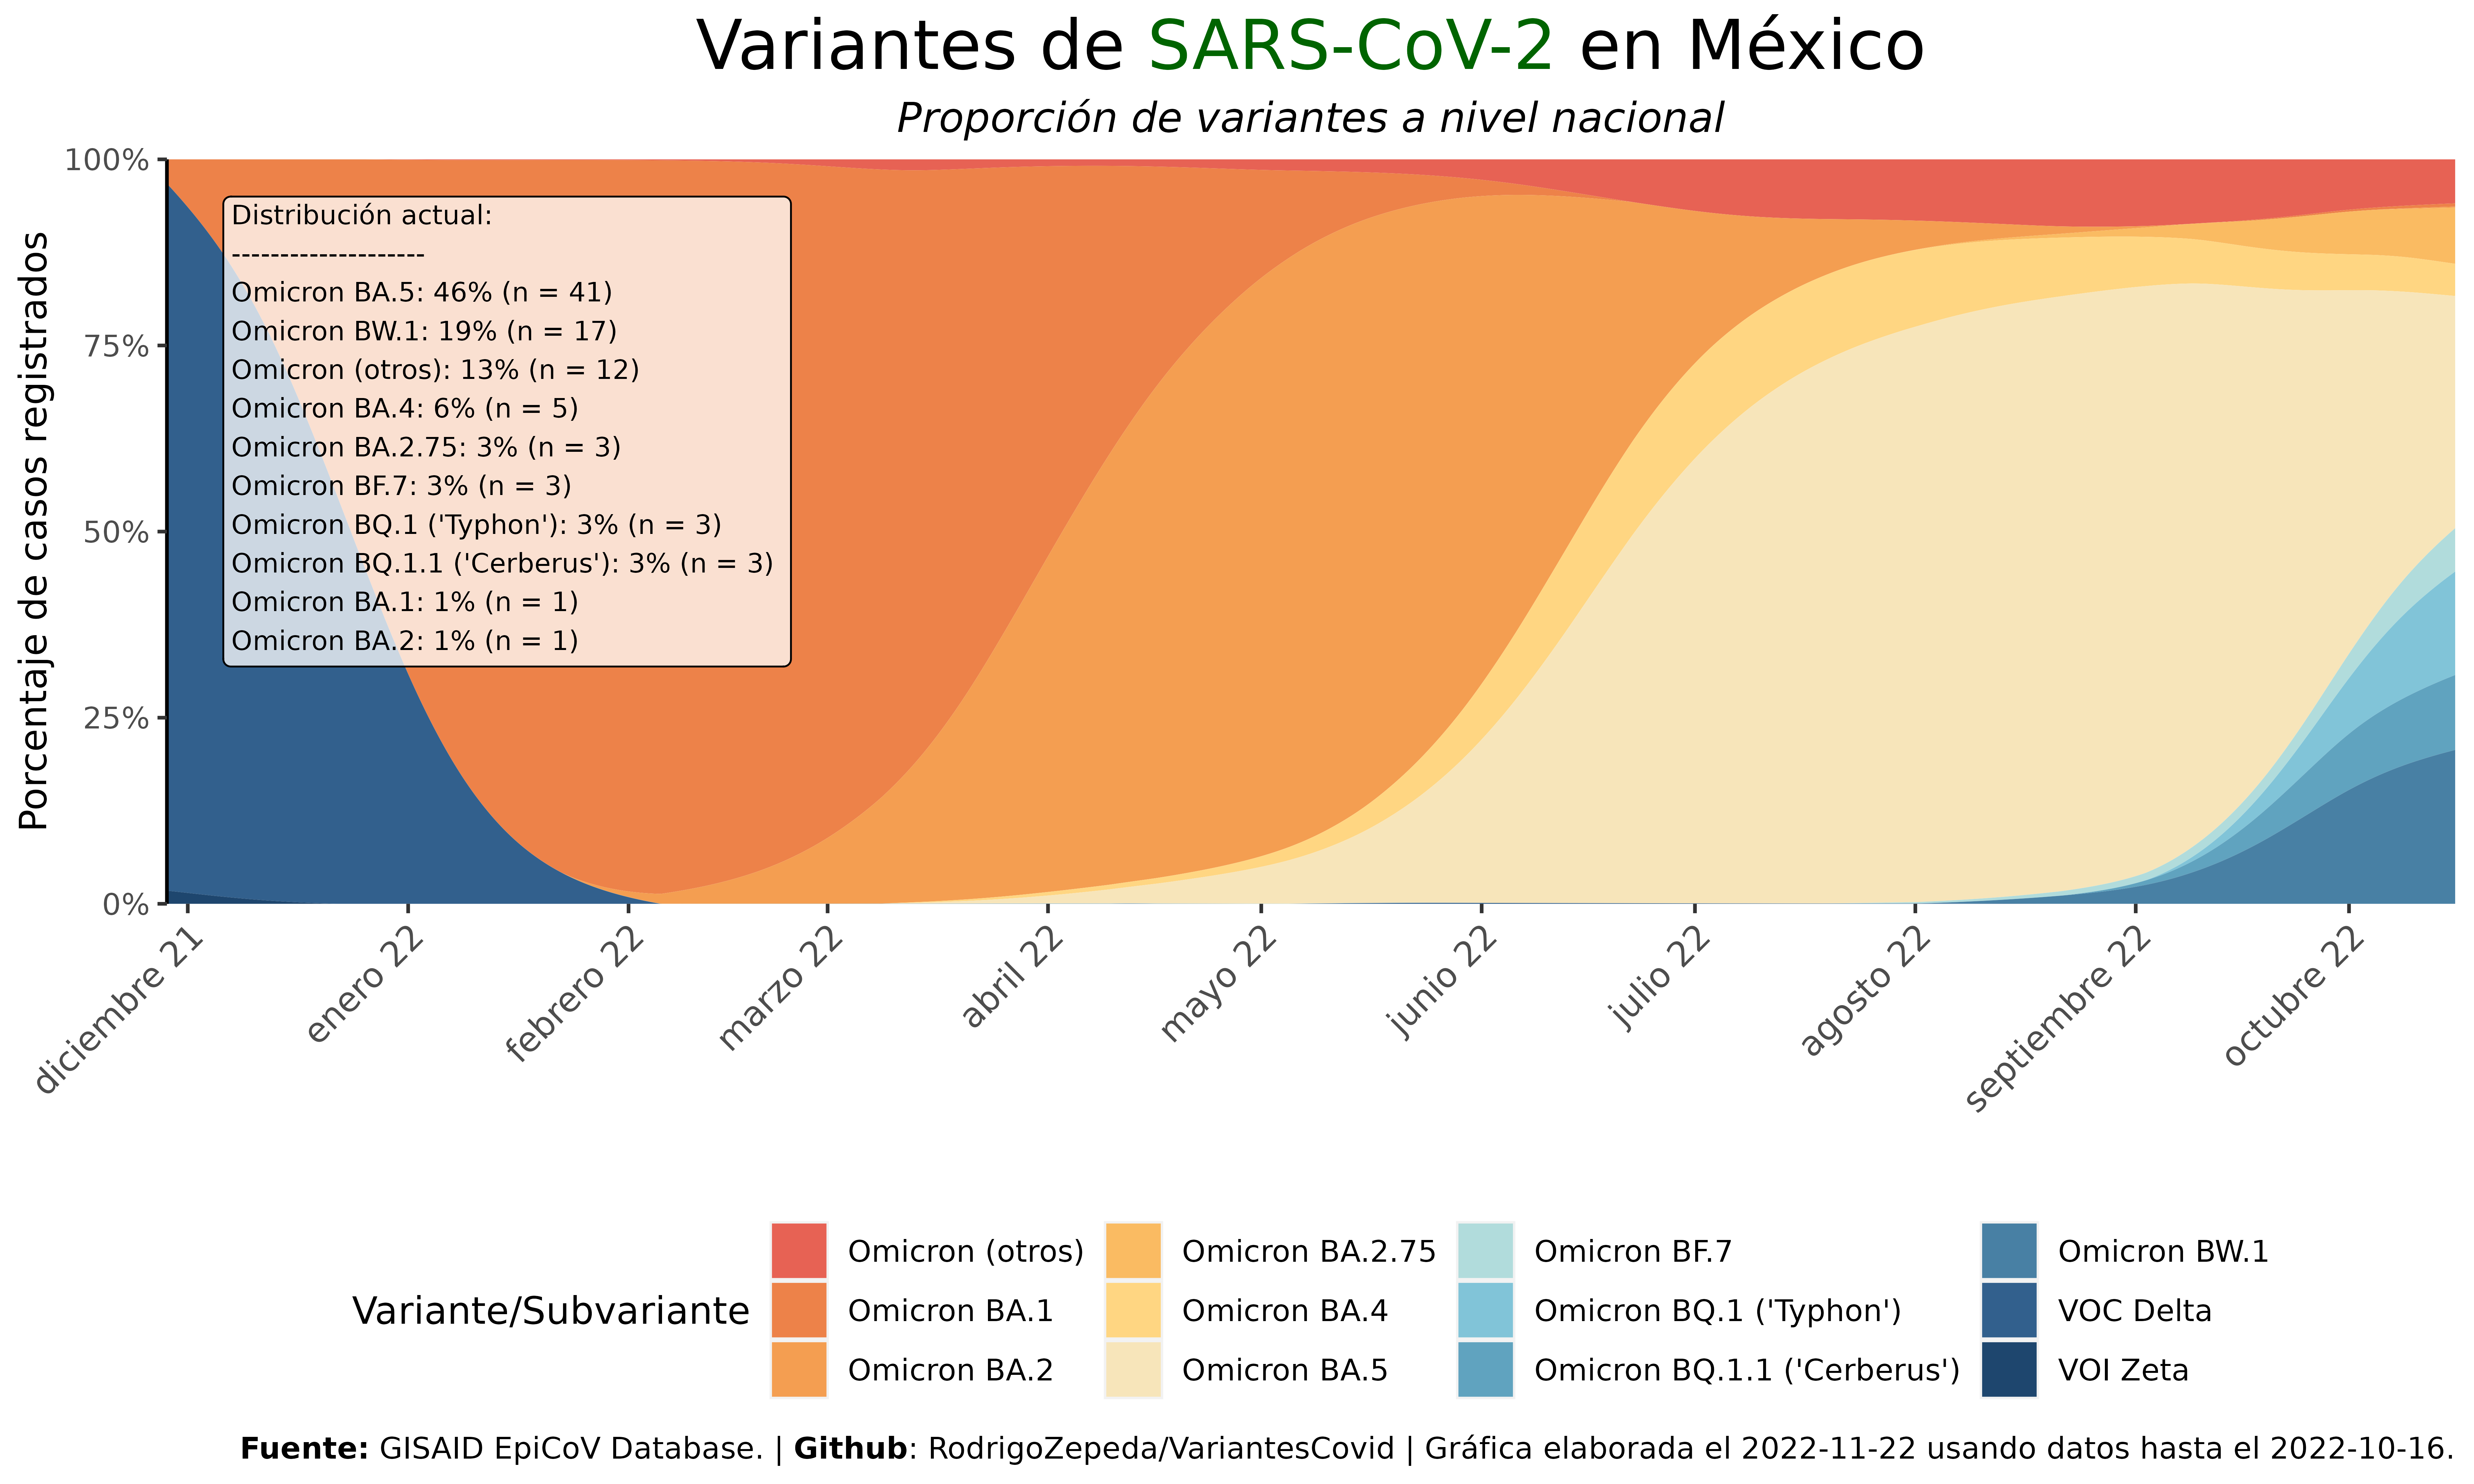 Variantes de SARS-CoV-2 en México
Proporción de variantes a nivel nacional
Porcentaje de casos registrados
100%
75%
50%
25%
0%
Distribución actual:
--------------------
Omicron BA.5: 46% (n = 41)
Omicron BW.1: 19% (n = 17)
Omicron (otros): 13% (n = 12)
Omicron BA.4: 6% (n = 5)
Omicron BA.2.75: 3% (n = 3)
Omicron BF.7: 3% (n = 3)
Omicron BQ.1 ('Typhon'): 3% (n = 3)
Omicron BQ.1.1 ('Cerberus'): 3% (n = 3)
Omicron BA.1: 1% (n = 1)
Omicron BA.2: 1% (n = 1)
diciembre 21
enero 22
febrero 22
marzo 22
abril 22
mayo 22
junio 22
julio 22
agosto 22
septiembre 22
octubre 22
Variante/Subvariante
Omicron (otros)
Omicron BA.1
Omicron BA.2
Omicron BA.2.75
Omicron BA.4
Omicron BA.5
Omicron BF.7
Omicron BQ.1 ('Typhon')
Omicron BQ.1.1 ('Cerberus')
Omicron BW.1
VOC Delta
VOI Zeta
Fuente: GISAID EpiCoV Database. | Github: RodrigoZepeda/VariantesCovid | Gráfica elaborada el 2022-11-22 usando datos hasta el 2022-10-16.